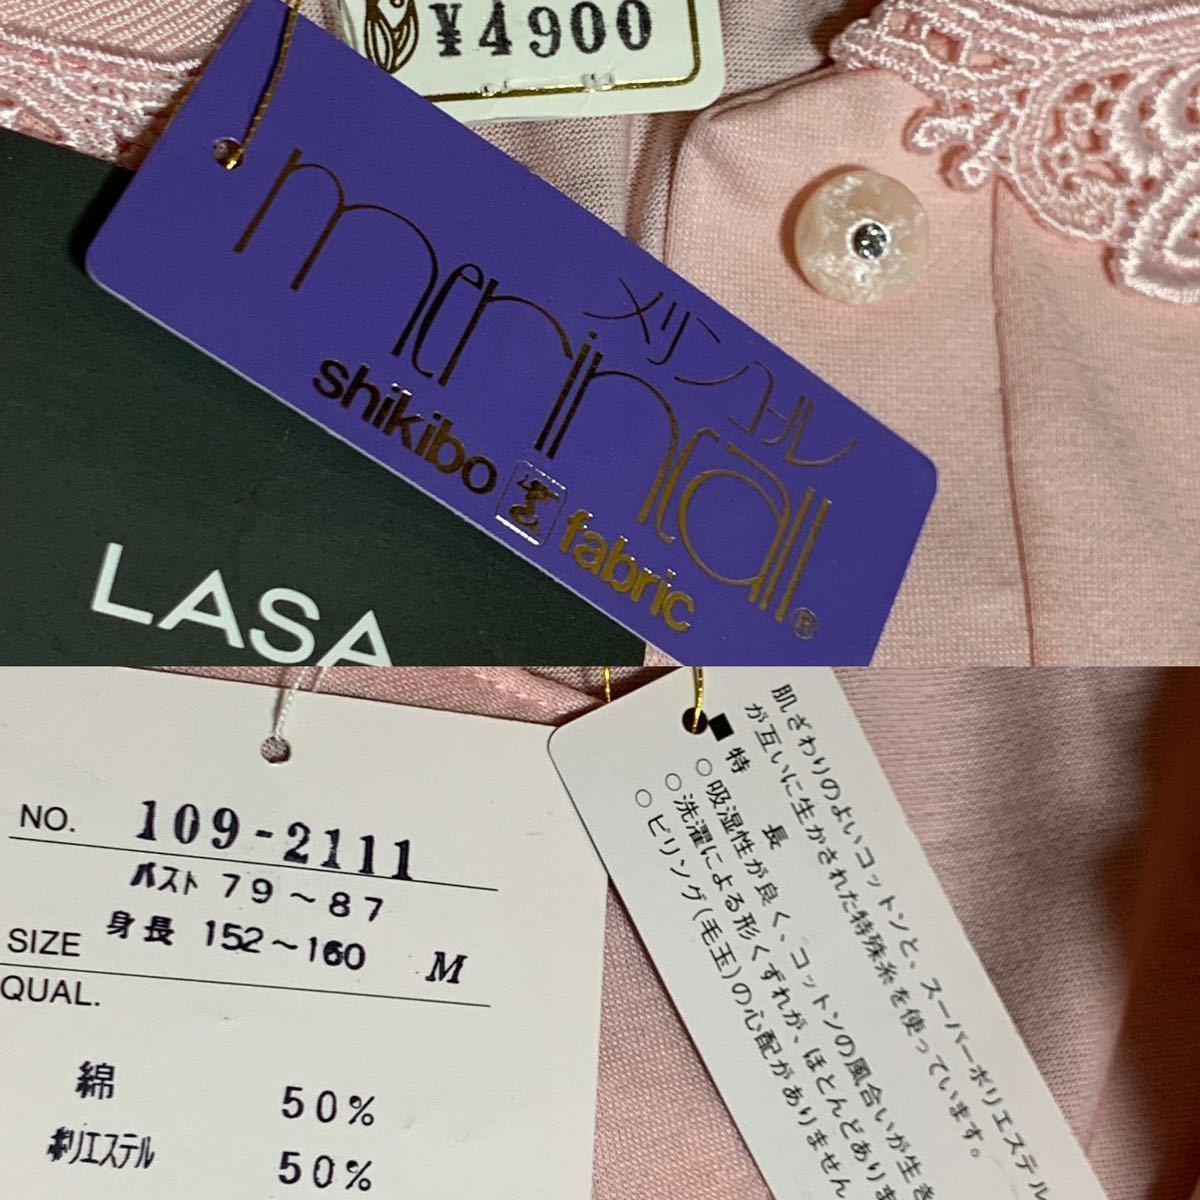 ¥4900
メリンコール
merincall®
shikibo fabric
LASA
NO. 109-2111
バスト 79～87
SIZE 身長 152～160 M
QUAL.
綿 50%
ポリエステル 50%
肌ざわりのよいコットンと、スーパーポリエステル
が互いに生かされた特殊糸を使っています。
■特 長
○吸湿性が良く、コットンの風合いが生き
○洗濯による形くずれが、ほとんどありま
○ピリング(毛玉)の心配がありません